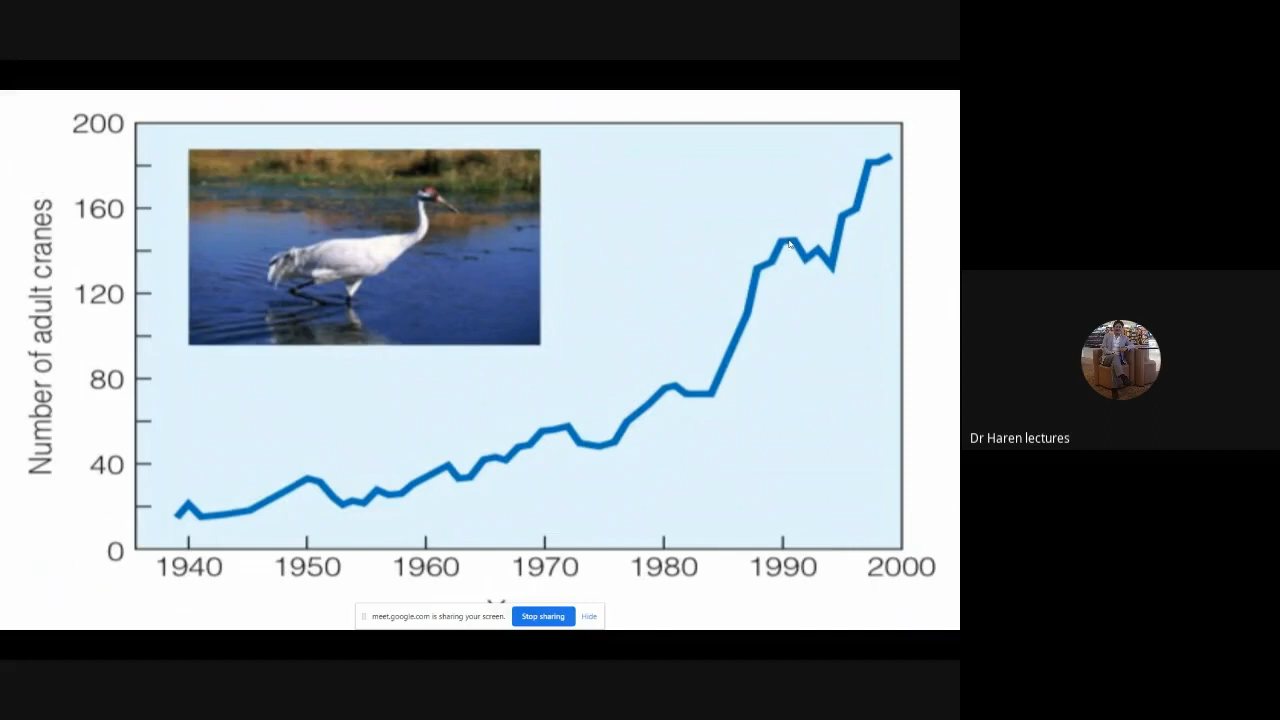 200
160
120
80
40
0
Number of adult cranes
1940 1950 1960 1970 1980 1990 2000
meet.google.com is sharing your screen. Stop sharing Hide
Dr Haren lectures